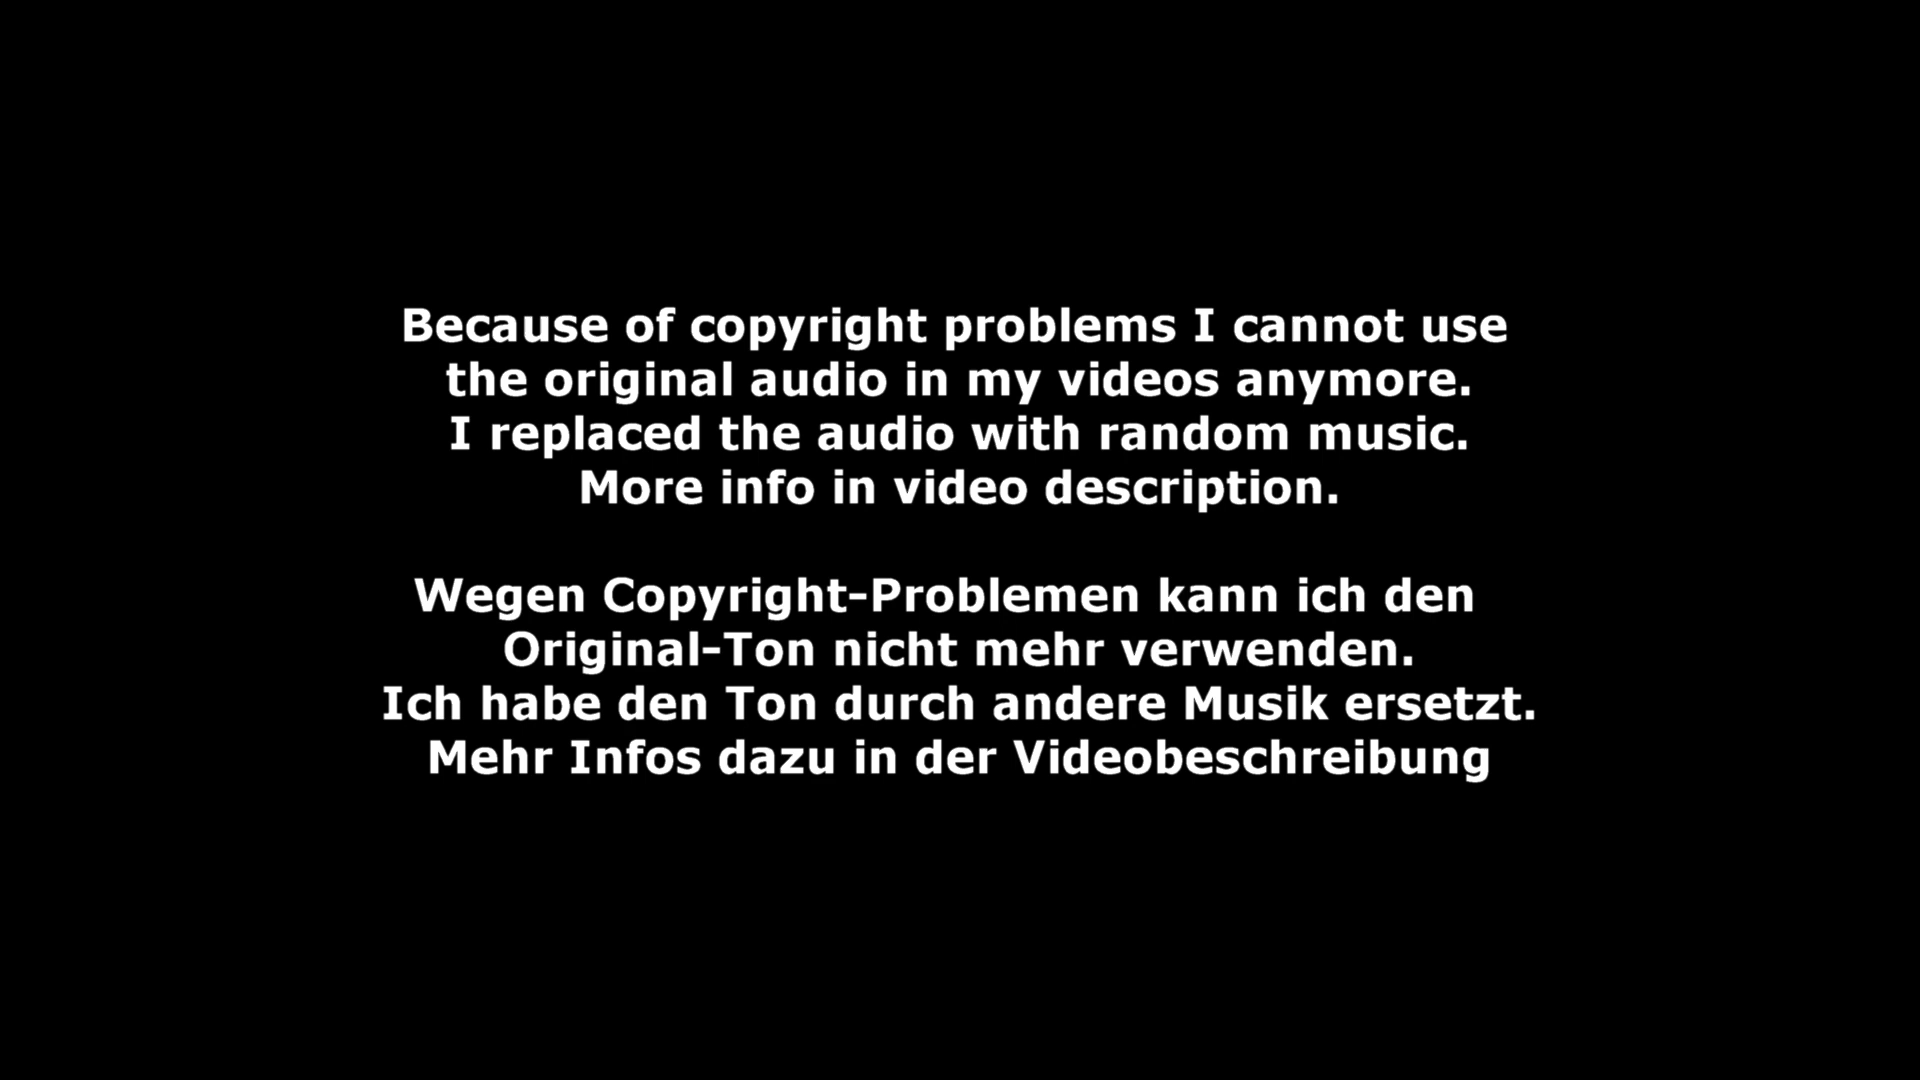 Because of copyright problems I cannot use
the original audio in my videos anymore.
I replaced the audio with random music.
More info in video description.
Wegen Copyright-Problemen kann ich den
Original-Ton nicht mehr verwenden.
Ich habe den Ton durch andere Musik ersetzt.
Mehr Infos dazu in der Videobeschreibung